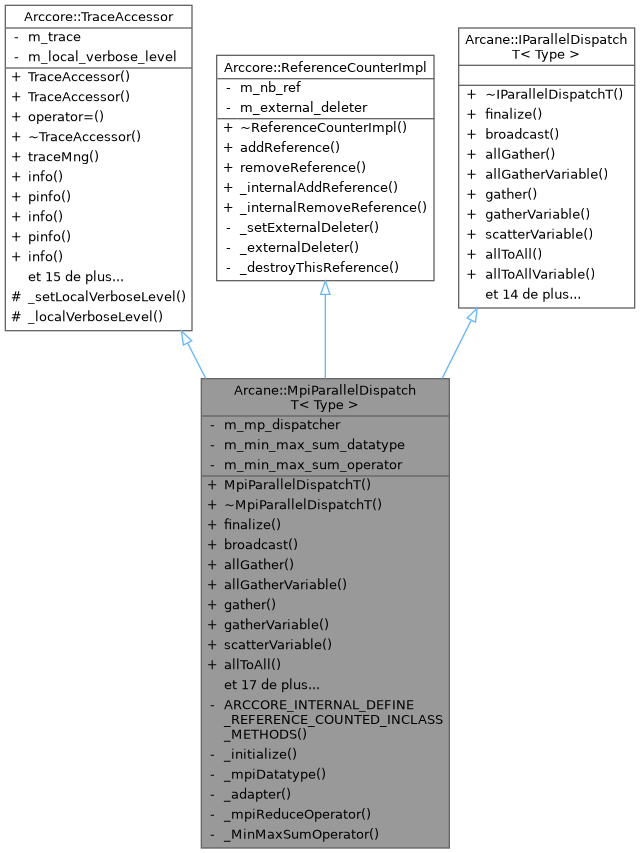 Arccore::TraceAccessor
- m_trace
- m_local_verbose_level
+ TraceAccessor()
+ TraceAccessor()
+ operator=()
+ ~TraceAccessor()
+ traceMng()
+ info()
+ pinfo()
+ info()
+ pinfo()
+ info()
et 15 de plus...
# _setLocalVerboseLevel()
# _localVerboseLevel()
Arccore::ReferenceCounterImpl
- m_nb_ref
- m_external_deleter
+ ~ReferenceCounterImpl()
+ addReference()
+ removeReference()
+ _internalAddReference()
+ _internalRemoveReference()
- _setExternalDeleter()
- _externalDeleter()
- _destroyThisReference()
Arcane::IParallelDispatch
T< Type >
+ ~IParallelDispatchT()
+ finalize()
+ broadcast()
+ allGather()
+ allGatherVariable()
+ gather()
+ gatherVariable()
+ scatterVariable()
+ allToAll()
+ allToAllVariable()
et 14 de plus...
Arcane::MpiParallelDispatch
T< Type >
- m_mp_dispatcher
- m_min_max_sum_datatype
- m_min_max_sum_operator
+ MpiParallelDispatchT()
+ ~MpiParallelDispatchT()
+ finalize()
+ broadcast()
+ allGather()
+ allGatherVariable()
+ gather()
+ gatherVariable()
+ scatterVariable()
+ allToAll()
et 17 de plus...
- ARCCORE_INTERNAL_DEFINE
_REFERENCE_COUNTED_INCLASS
_METHODS()
- _initialize()
- _mpiDatatype()
- _adapter()
- _mpiReduceOperator()
- _MinMaxSumOperator()